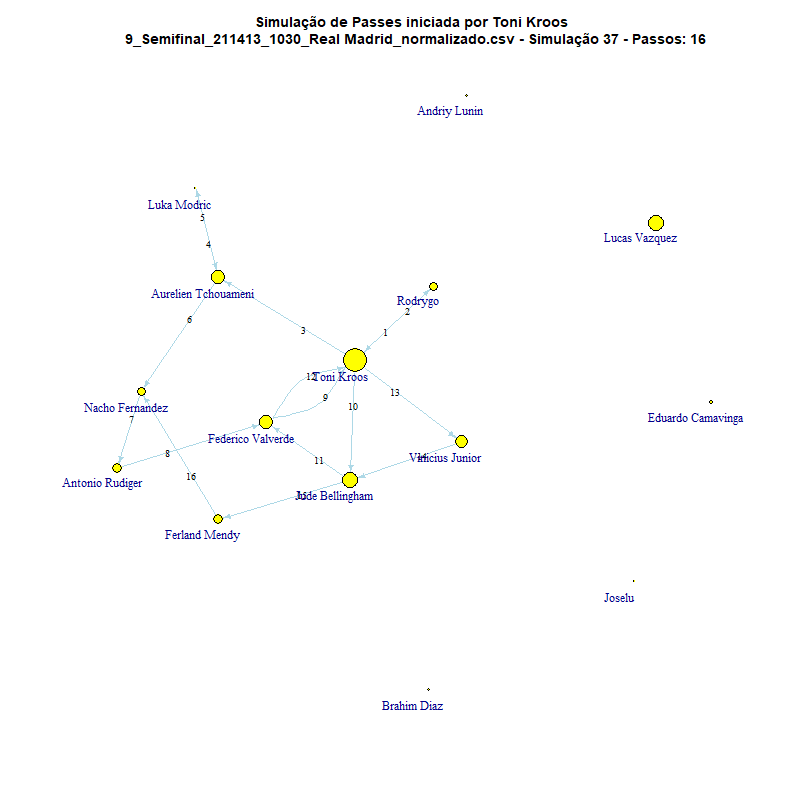 Simulação de Passes iniciada por Toni Kroos
9_Semifinal_211413_1030_Real Madrid_normalizado.csv - Simulação 37 - Passos: 16
Andriy Lunin
Luka Modric
5
Lucas Vazquez
4
Aurelien Tchouameni
Rodrygo
2
6
3
1
Toni Kroos
12
13
9
Nacho Fernandez
10
Eduardo Camavinga
7
Federico Valverde
8
Vinicius Junior
14
11
16
Antonio Rudiger
Jude Bellingham
15
Ferland Mendy
Joselu
Brahim Diaz